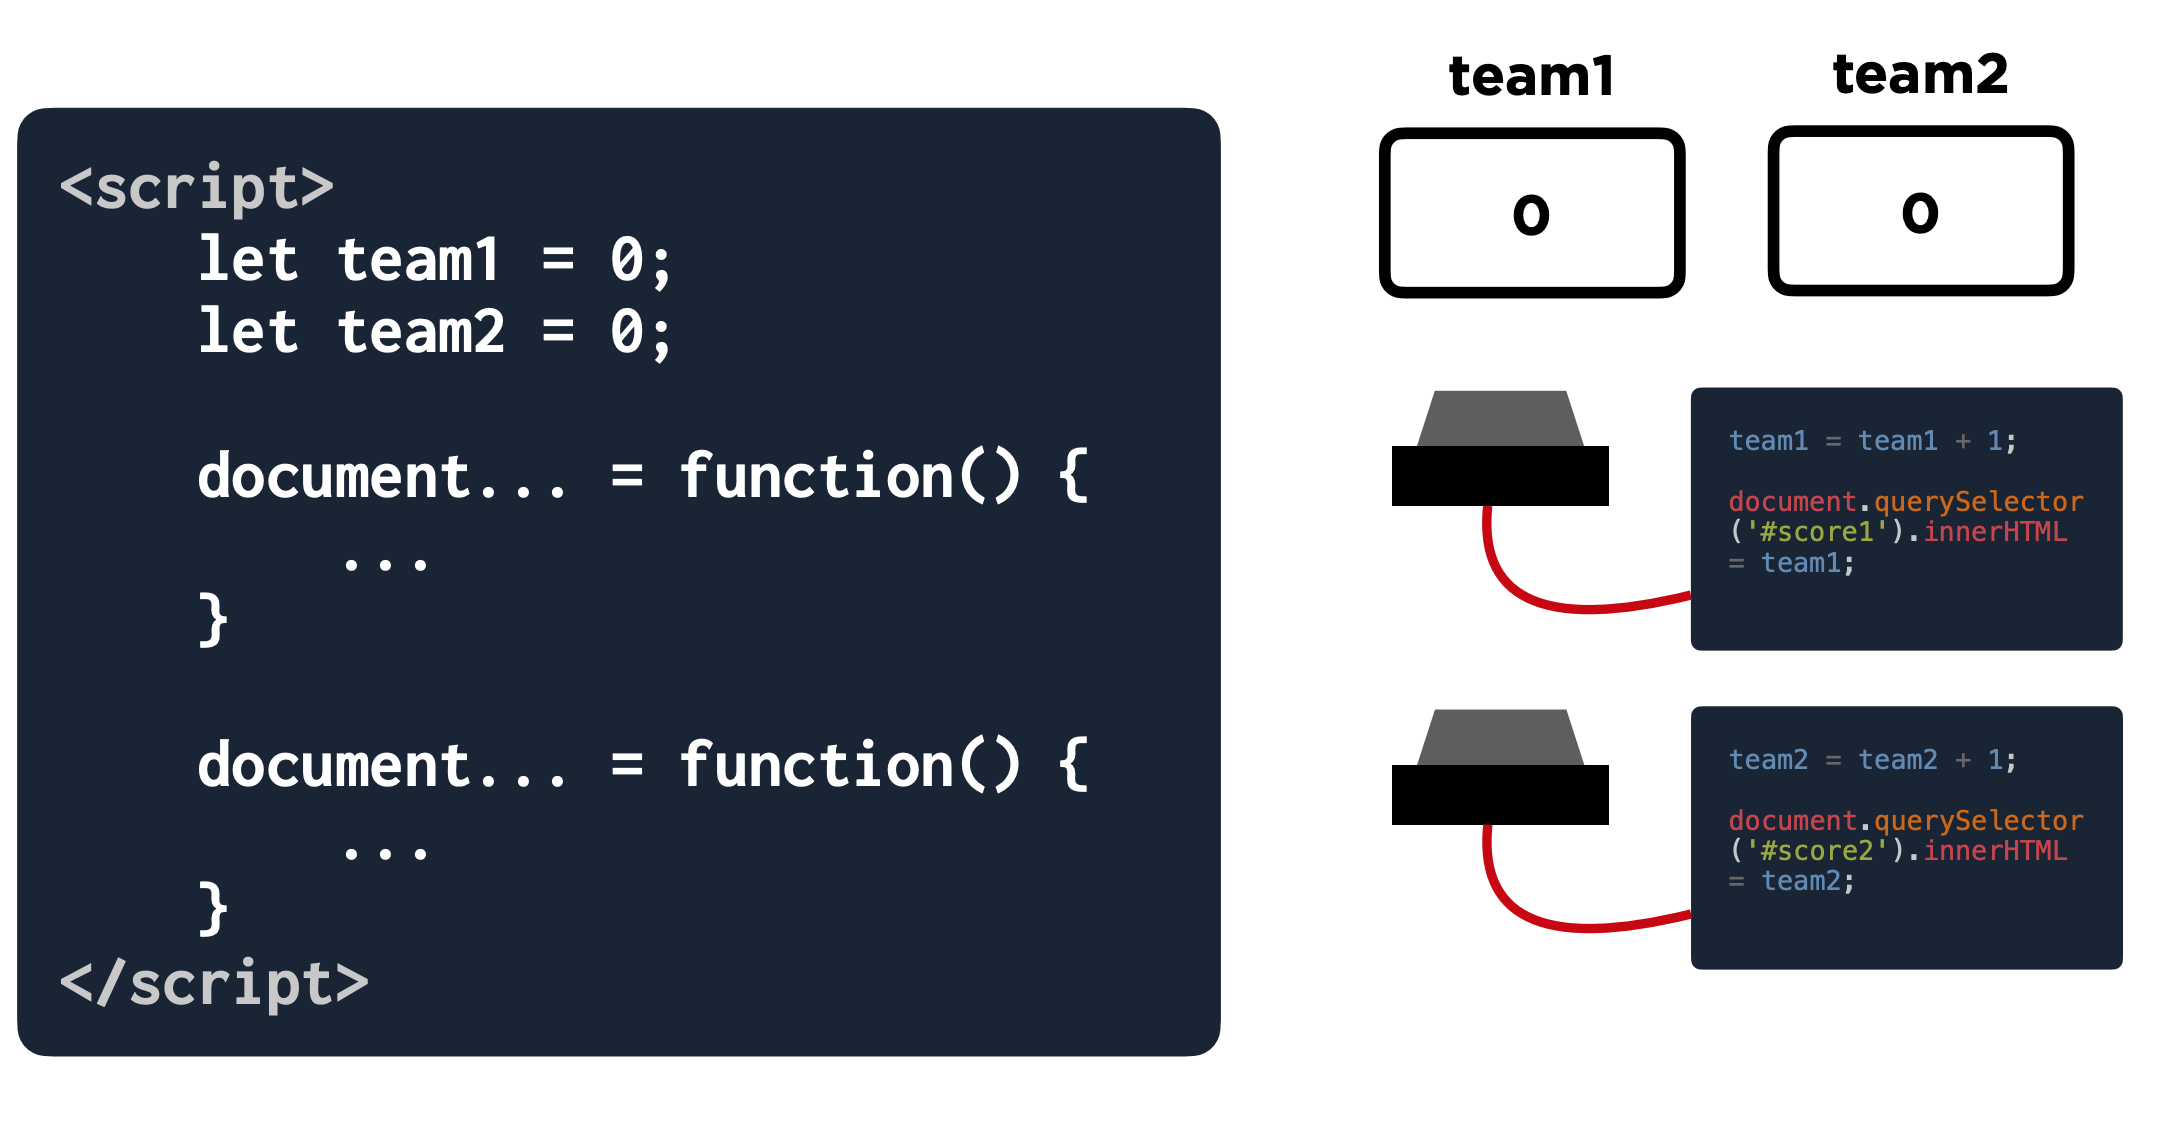 <script>
let team1 = 0;
let team2 = 0;
document... = function() {
...
}
document... = function() {
...
}
</script>
team1
team2
0
0
team1 = team1 + 1;
document.querySelector
('#score1').innerHTML
= team1;
team2 = team2 + 1;
document.querySelector
('#score2').innerHTML
= team2;